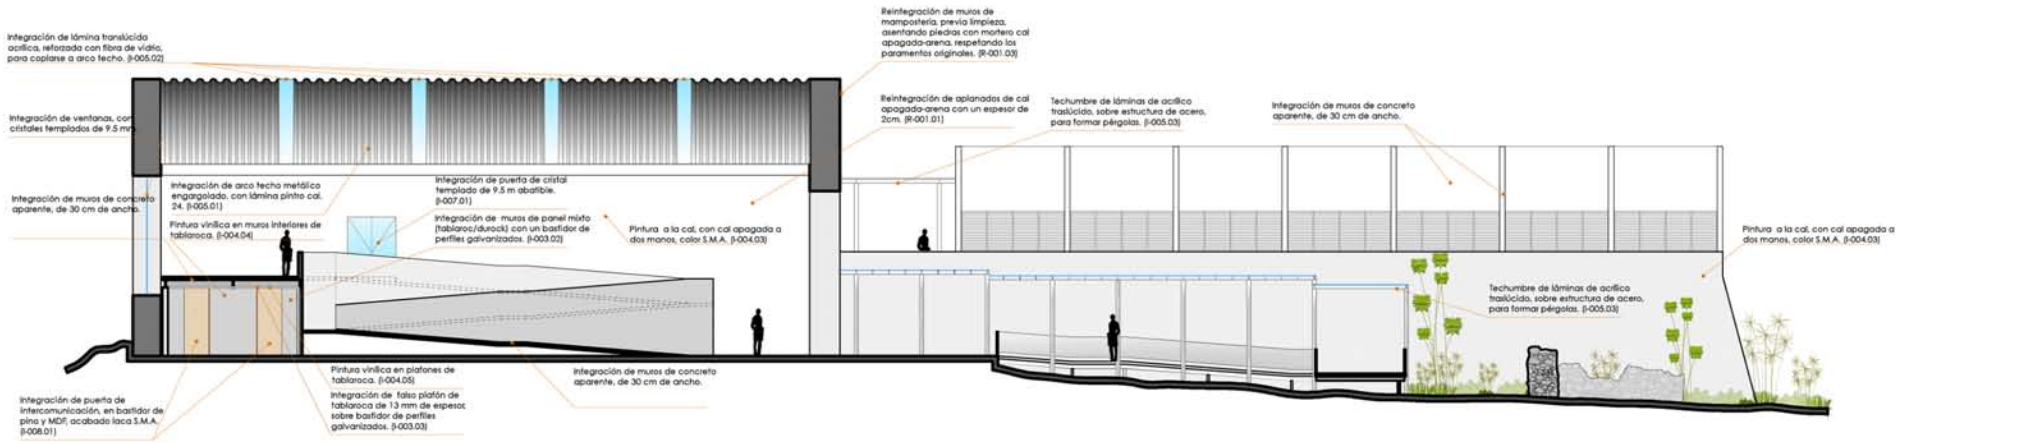 Integración de lámina translúcida
acrílica, reforzada con fibra de vidrio,
para coplarse a arco techo. (I-005.02)
Integración de ventanas, con
cristales templados de 9.5 mm
Integración de muros de concreto
aparente, de 30 cm de ancho.
Integración de arco techo metálico
engargolado, con lámina pintro cal.
24. (I-005.01)
Pintura vinílica en muros interiores de
tablaroca. (I-004.04)
Integración de puerta de cristal
templado de 9.5 m abatible.
(I-007.01)
Integración de muros de panel mixto
(tablaroc/durock) con un bastidor de
perfiles galvanizados. (I-003.02)
Pintura a la cal, con cal apagada a
dos manos, color S.M.A. (I-004.03)
Reintegración de muros de
mampostería, previa limpieza,
asentando piedras con mortero cal
apagada-arena, respetando los
paramentos originales. (R-001.03)
Reintegración de aplanados de cal
apagada-arena con un espesor de
2cm. (R-001.01)
Techumbre de láminas de acrílico
traslúcido, sobre estructura de acero,
para formar pérgolas. (I-005.03)
Integración de muros de concreto
aparente, de 30 cm de ancho.
Pintura a la cal, con cal apagada a
dos manos, color S.M.A. (I-004.03)
Techumbre de láminas de acrílico
traslúcido, sobre estructura de acero,
para formar pérgolas. (I-005.03)
Integración de puerta de
intercomunicación, en bastidor de
pino y MDF, acabado laca S.M.A.
(I-008.01)
Pintura vinílica en plafones de
tablaroca. (I-004.05)
Integración de falso plafón de
tablaroca de 13 mm de espesor,
sobre bastidor de perfiles
galvanizados. (I-003.03)
Integración de muros de concreto
aparente, de 30 cm de ancho.